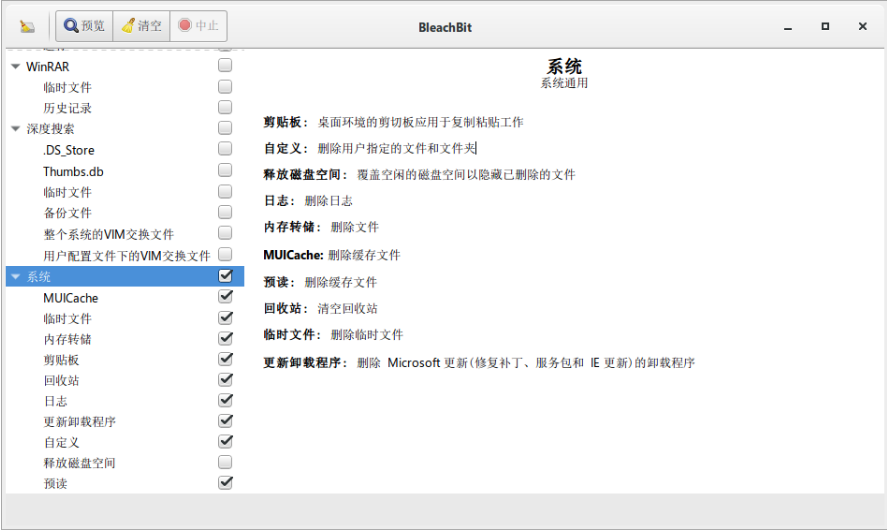 预览 清空 中止 BleachBit
WinRAR
临时文件
历史记录
深度搜索
.DS_Store
Thumbs.db
临时文件
备份文件
整个系统的VIM交换文件
用户配置文件下的VIM交换文件
系统
MUICache
临时文件
内存转储
剪贴板
回收站
日志
更新卸载程序
自定义
释放磁盘空间
预读
系统
系统通用
剪贴板: 桌面环境的剪切板应用于复制粘贴工作
自定义: 删除用户指定的文件和文件夹
释放磁盘空间: 覆盖空闲的磁盘空间以隐藏已删除的文件
日志: 删除日志
内存转储: 删除文件
MUICache: 删除缓存文件
预读: 删除缓存文件
回收站: 清空回收站
临时文件: 删除临时文件
更新卸载程序: 删除 Microsoft 更新(修复补丁、服务包和 IE 更新)的卸载程序